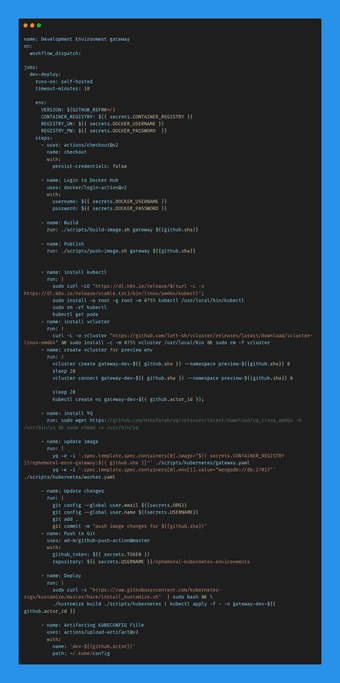 name: Development Environment gateway
on:
workflow_dispatch:
jobs:
dev-deploy:
runs-on: self-hosted
timeout-minutes: 10
env:
VERSION: ${GITHUB_REF##*/}
CONTAINER_REGISTRY: ${{ secrets.CONTAINER_REGISTRY }}
REGISTRY_UN: ${{ secrets.DOCKER_USERNAME }}
REGISTRY_PW: ${{ secrets.DOCKER_PASSWORD }}
steps:
- uses: actions/checkout@v2
name: checkout
with:
persist-credentials: false
- name: Login to Docker Hub
uses: docker/login-action@v2
with:
username: ${{ secrets.DOCKER_USERNAME }}
password: ${{ secrets.DOCKER_PASSWORD }}
- name: Build
run: ./scripts/build-image.sh gateway ${{github.sha}}
- name: Publish
run: ./scripts/push-image.sh gateway ${{github.sha}}
- name: install kubectl
run: |
sudo curl -LO "https://dl.k8s.io/release/$(curl -L -s
https://dl.k8s.io/release/stable.txt)/bin/linux/amd64/kubectl";
sudo install -o root -g root -m 0755 kubectl /usr/local/bin/kubectl
sudo rm -rf kubectl
kubectl get pods
- name: install vcluster
run: |
curl -L -o vcluster "https://github.com/loft-sh/vcluster/releases/latest/download/vcluster-
linux-amd64" && sudo install -c -m 0755 vcluster /usr/local/bin && sudo rm -f vcluster
- name: create vcluster for preview env
run: |
vcluster create gateway-dev-${{ github.sha }} --namespace preview-${{github.sha}} &
sleep 20
vcluster connect gateway-dev-${{ github.sha }} --namespace preview-${{github.sha}} &
sleep 20
kubectl create ns gateway-dev-${{ github.actor_id }};
- name: install YQ
run: sudo wget https://github.com/mikefarah/yq/releases/latest/download/yq_linux_amd64 -O
/usr/bin/yq && sudo chmod +x /usr/bin/yq
- name: update image
run: |
yq -e -i '.spec.template.spec.containers[0].image="${{ secrets.CONTAINER_REGISTRY
}}/ephemeral-envs-gateway:${{ github.sha }}"' ./scripts/kubernetes/gateway.yaml
yq -e -i '.spec.template.spec.containers[0].env[1].value="mongodb://db:27017"'
./scripts/kubernetes/worker.yaml
- name: Update changes
run: |
git config --global user.email ${{secrets.ORG}}
git config --global user.name ${{secrets.USERNAME}}
git add .
git commit -m "push image changes for ${{github.sha}}"
- name: Push to Git
uses: ad-m/github-push-action@master
with:
github_token: ${{ secrets.TOKEN }}
repository: ${{ secrets.USERNAME }}/ephemeral-kubernetes-environments
- name: Deploy
run: |
sudo curl -s "https://raw.githubusercontent.com/kubernetes-
sigs/kustomize/master/hack/install_kustomize.sh" | sudo bash && \
./kustomize build ./scripts/kubernetes | kubectl apply -f - -n gateway-dev-${{
github.actor_id }}
- name: Artifacting KUBECONFIG Fille
uses: actions/upload-artifact@v3
with:
name: 'dev-${{github.actor}}'
path: ~/.kube/config